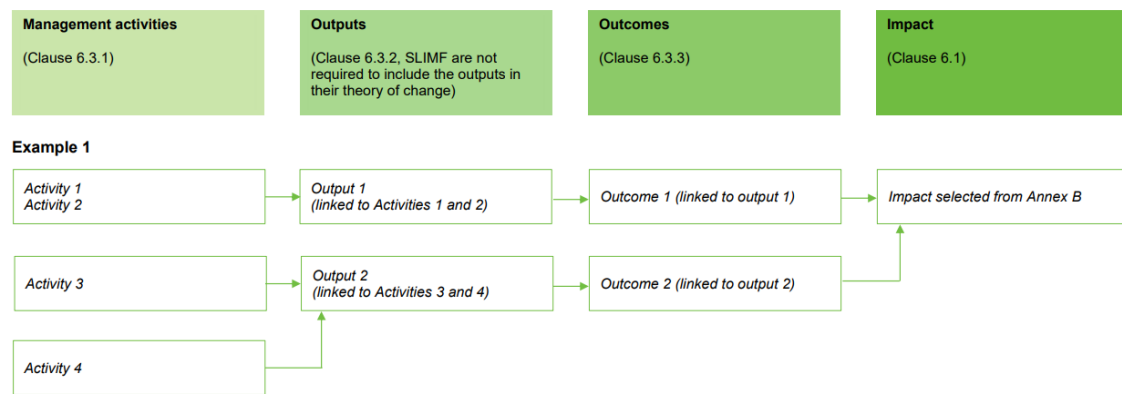 Management activities
(Clause 6.3.1)
Outputs
(Clause 6.3.2, SLIMF are not
required to include the outputs in
their theory of change)
Outcomes
(Clause 6.3.3)
Impact
(Clause 6.1)
Example 1
Activity 1
Activity 2
Output 1
(linked to Activities 1 and 2)
Outcome 1 (linked to output 1)
Impact selected from Annex B
Activity 3
Output 2
(linked to Activities 3 and 4)
Outcome 2 (linked to output 2)
Activity 4